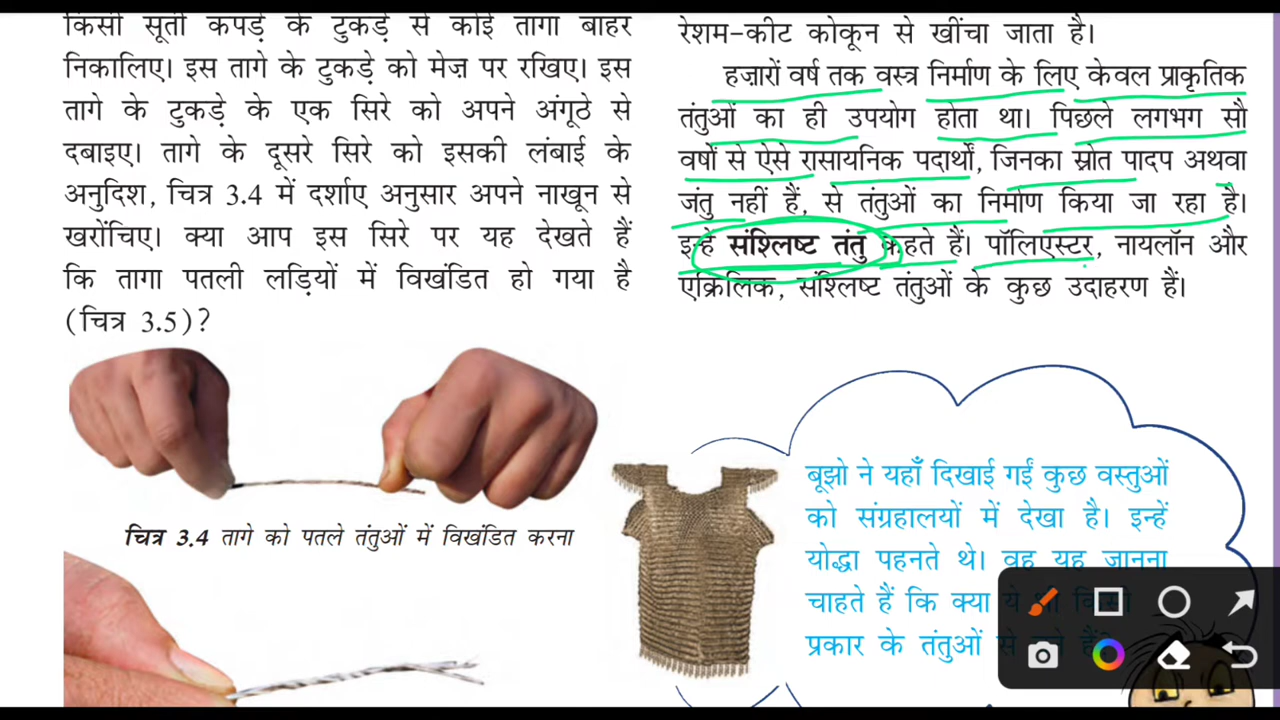 किसी सूती कपड़े के टुकड़े से कोई तागा बाहर
निकालिए। इस तागे के टुकड़े को मेज़ पर रखिए। इस
तागे के टुकड़े के एक सिरे को अपने अंगूठे से
दबाइए। तागे के दूसरे सिरे को इसकी लंबाई के
अनुदिश, चित्र 3.4 में दर्शाए अनुसार अपने नाखून से
खरोंचिए। क्या आप इस सिरे पर यह देखते हैं
कि तागा पतली लड़ियों में विखंडित हो गया है
(चित्र 3.5)?
चित्र 3.4 तागे को पतले तंतुओं में विखंडित करना
रेशम-कीट कोकून से खींचा जाता है।
हज़ारों वर्ष तक वस्त्र निर्माण के लिए केवल प्राकृतिक
तंतुओं का ही उपयोग होता था। पिछले लगभग सौ
वर्षों से ऐसे रासायनिक पदार्थों, जिनका स्रोत पादप अथवा
जंतु नहीं हैं, से तंतुओं का निर्माण किया जा रहा है।
इन्हे संश्लिष्ट तंतु कहते हैं। पॉलिएस्टर, नायलॉन और
एक्रिलिक, संश्लिष्ट तंतुओं के कुछ उदाहरण हैं।
बूझो ने यहाँ दिखाई गईं कुछ वस्तुओं
को संग्रहालयों में देखा है। इन्हें
योद्धा पहनते थे। वह यह जानना
चाहते हैं कि क्या ये भी किसी
प्रकार के तंतुओं से बने हैं